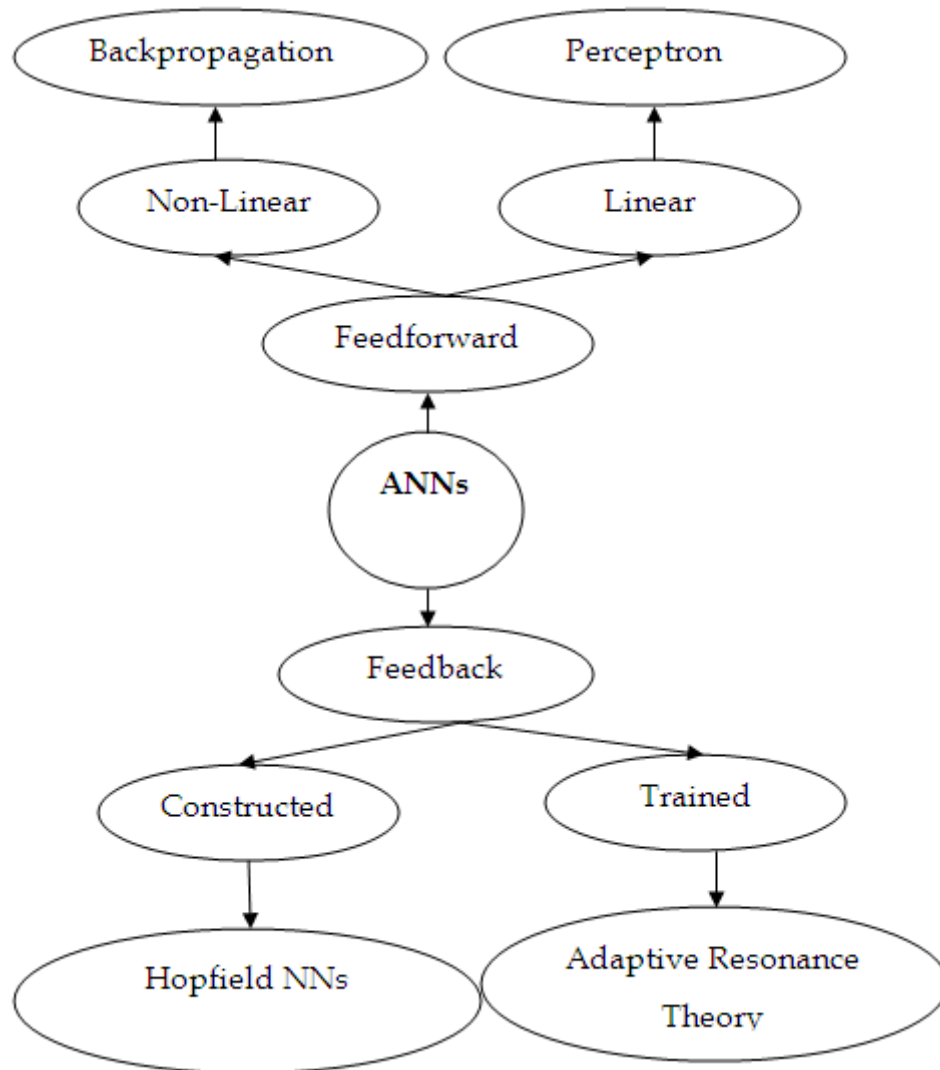 Backpropagation
Perceptron
Non-Linear
Linear
Feedforward
ANNs
Feedback
Constructed
Trained
Hopfield NNs
Adaptive Resonance
Theory